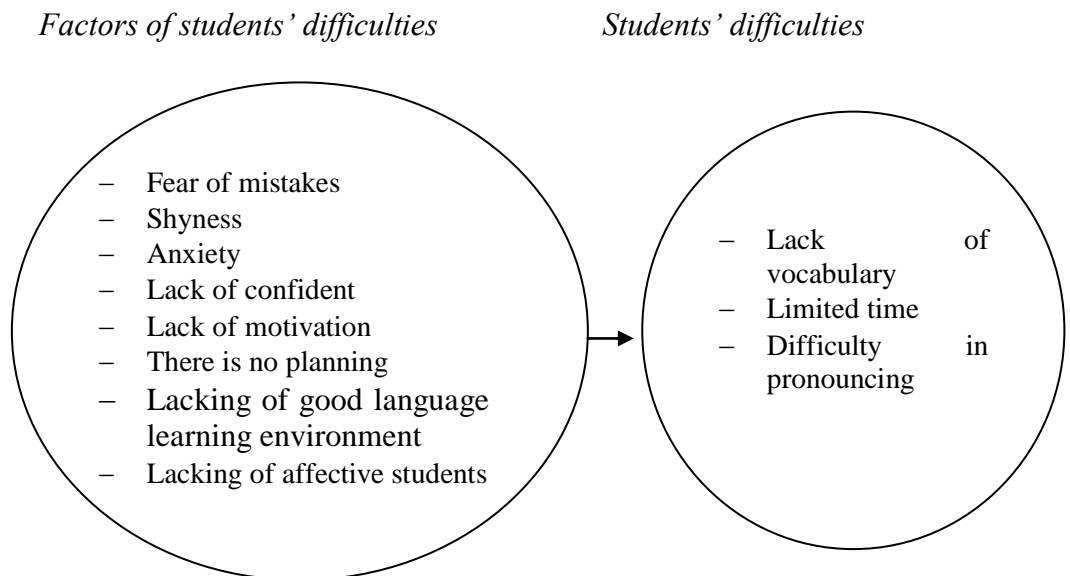 Factors of students’ difficulties
Students’ difficulties
– Fear of mistakes
– Shyness
– Anxiety
– Lack of confident
– Lack of motivation
– There is no planning
– Lacking of good language
learning environment
– Lacking of affective students
– Lack of
vocabulary
– Limited time
– Difficulty in
pronouncing